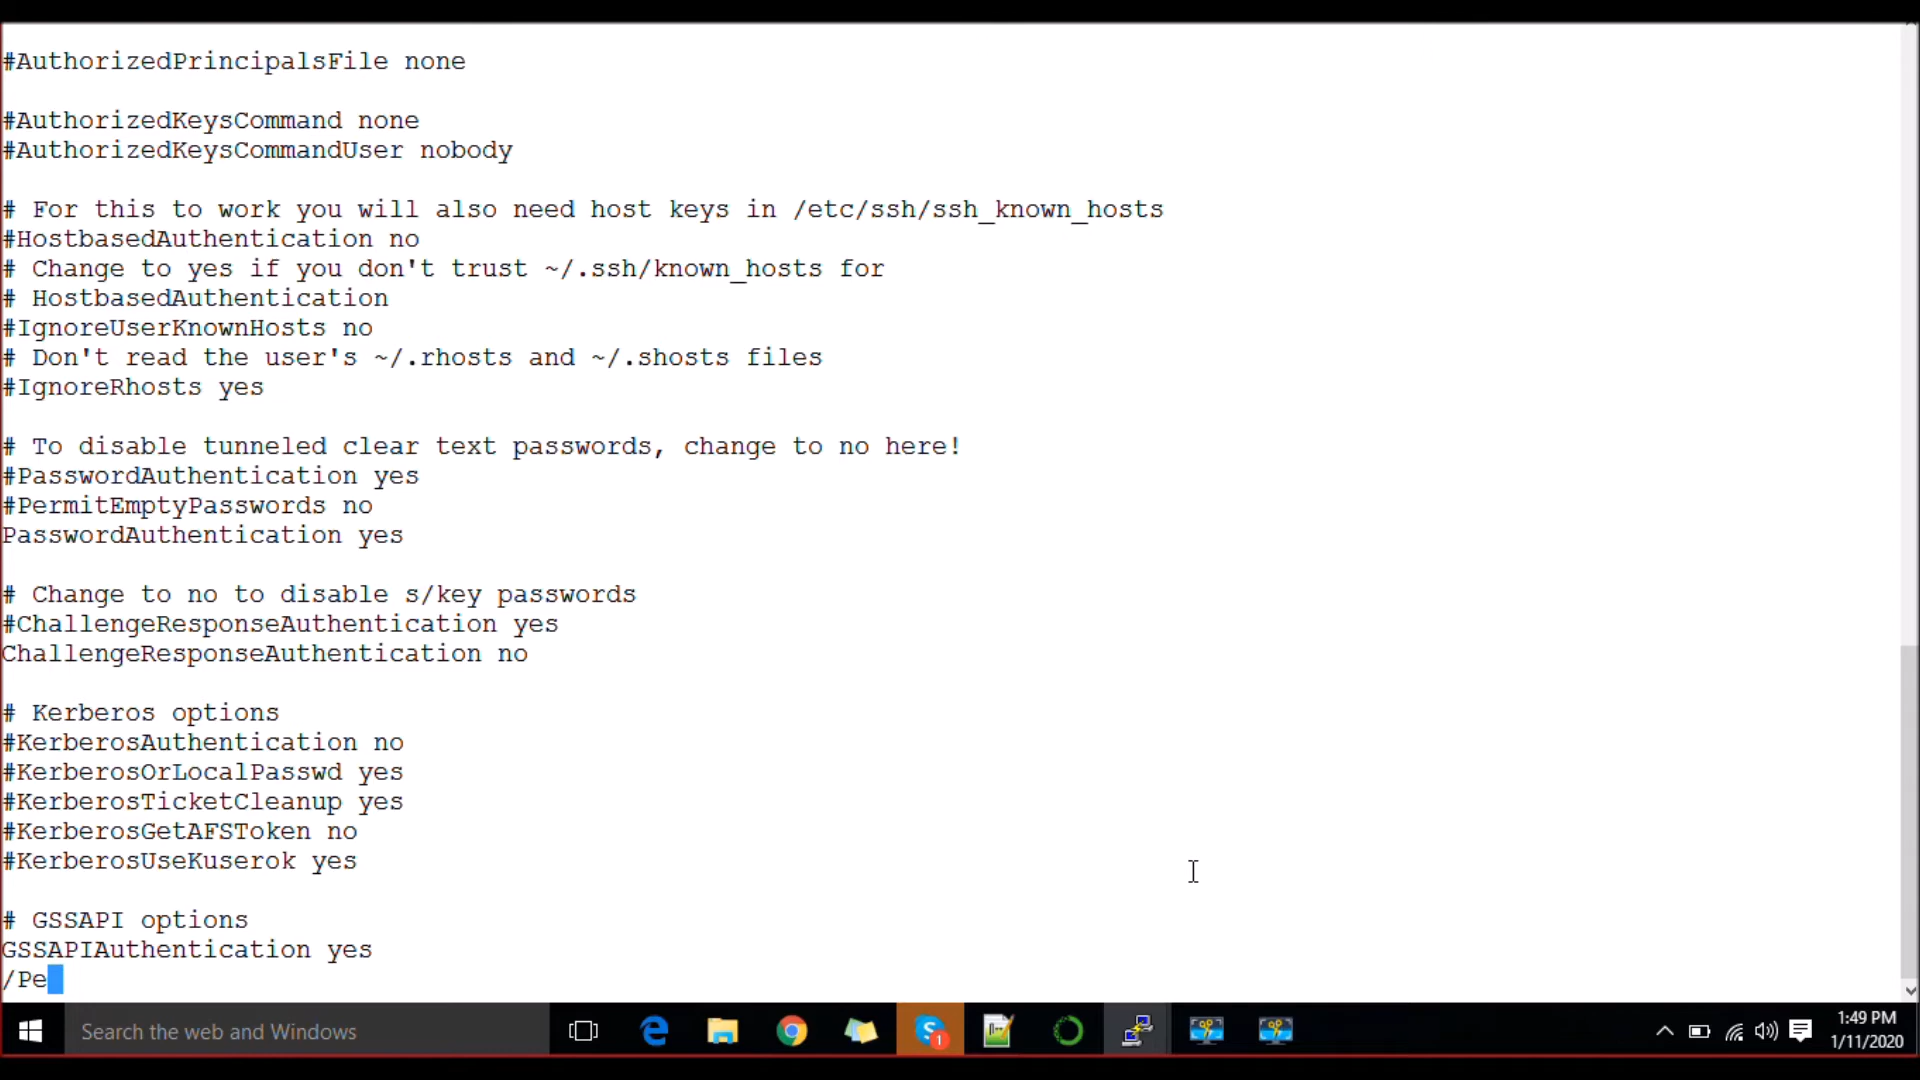 #AuthorizedPrincipalsFile none
#AuthorizedKeysCommand none
#AuthorizedKeysCommandUser nobody
# For this to work you will also need host keys in /etc/ssh/ssh_known_hosts
#HostbasedAuthentication no
# Change to yes if you don't trust ~/.ssh/known_hosts for
# HostbasedAuthentication
#IgnoreUserKnownHosts no
# Don't read the user's ~/.rhosts and ~/.shosts files
#IgnoreRhosts yes
# To disable tunneled clear text passwords, change to no here!
#PasswordAuthentication yes
#PermitEmptyPasswords no
PasswordAuthentication yes
# Change to no to disable s/key passwords
#ChallengeResponseAuthentication yes
ChallengeResponseAuthentication no
# Kerberos options
#KerberosAuthentication no
#KerberosOrLocalPasswd yes
#KerberosTicketCleanup yes
#KerberosGetAFSToken no
#KerberosUseKuserok yes
# GSSAPI options
GSSAPIAuthentication yes
/Pe
Search the web and Windows
1
1:49 PM
1/11/2020